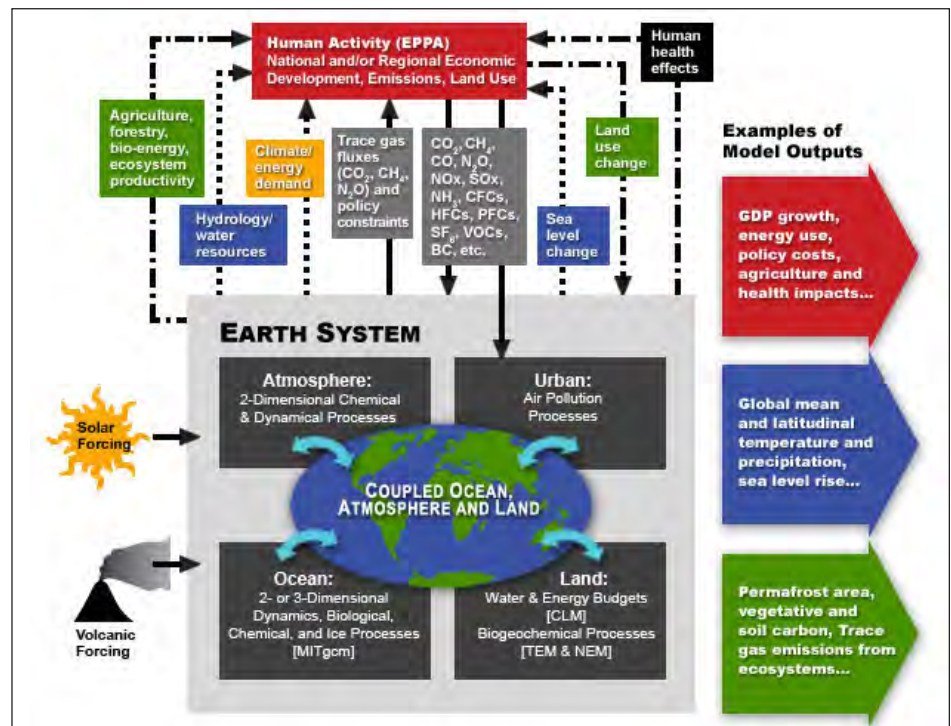 Human Activity (EPPA)
National and/or Regional Economic
Development, Emissions, Land Use
Human
health
effects
Agriculture,
forestry,
bio-energy,
ecosystem
productivity
Hydrology/
water
resources
Climate/
energy
demand
Trace gas
fluxes
(CO₂, CH₄,
N₂O) and
policy
constraints
CO₂, CH₄,
CO, N₂O,
NOx, SOx,
NH₃, CFCs,
HFCs, PFCs,
SF₆, VOCs,
BC, etc.
Sea
level
change
Land
use
change
EARTH SYSTEM
Atmosphere:
2-Dimensional Chemical
& Dynamical Processes
Urban:
Air Pollution
Processes
COUPLED OCEAN,
ATMOSPHERE AND LAND
Ocean:
2- or 3-Dimensional
Dynamics, Biological,
Chemical, and Ice Processes
[MITgcm]
Land:
Water & Energy Budgets
[CLM]
Biogeochemical Processes
[TEM & NEM]
Solar
Forcing
Volcanic
Forcing
Examples of
Model Outputs
GDP growth,
energy use,
policy costs,
agriculture and
health impacts...
Global mean
and latitudinal
temperature and
precipitation,
sea level rise...
Permafrost area,
vegetative and
soil carbon, Trace
gas emissions from
ecosystems...